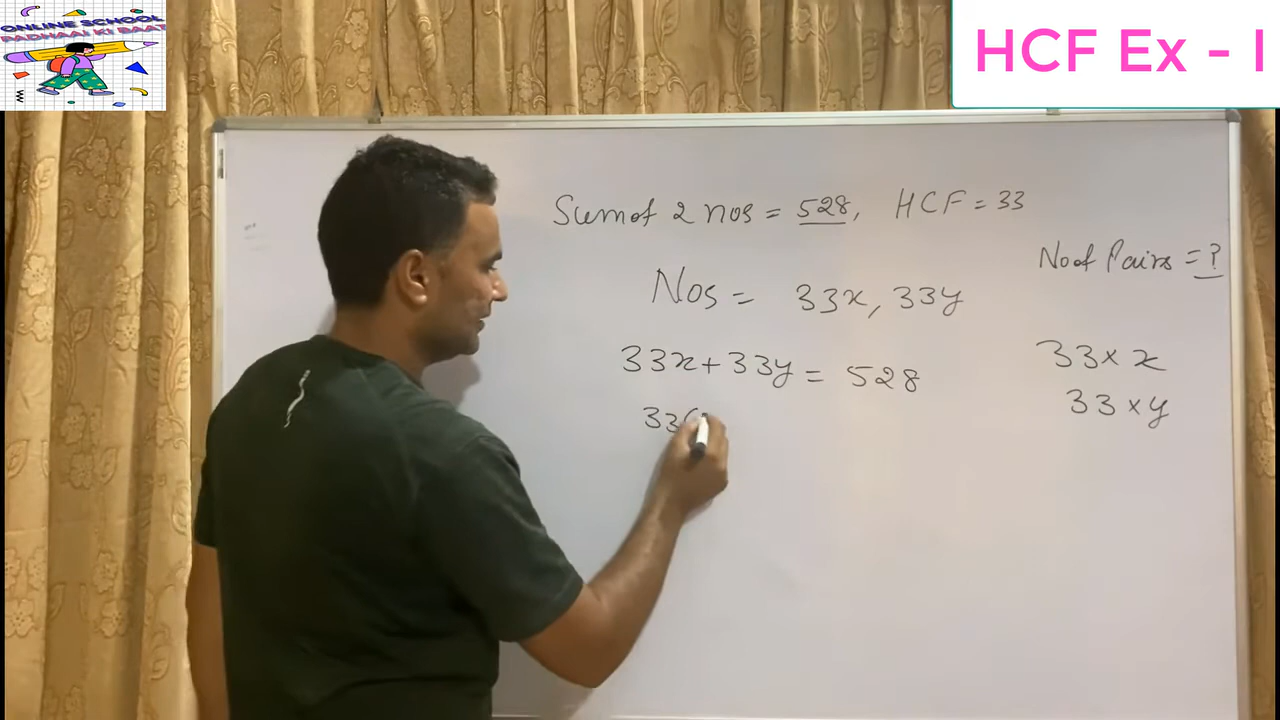 ONLINE SCHOOL
PADHAAI KI BAAT
HCF Ex - I
Sum of 2 nos = 528, HCF = 33
No of Pairs = ?
Nos = 33x, 33y
33x + 33y = 528
33(
33 × x
33 × y